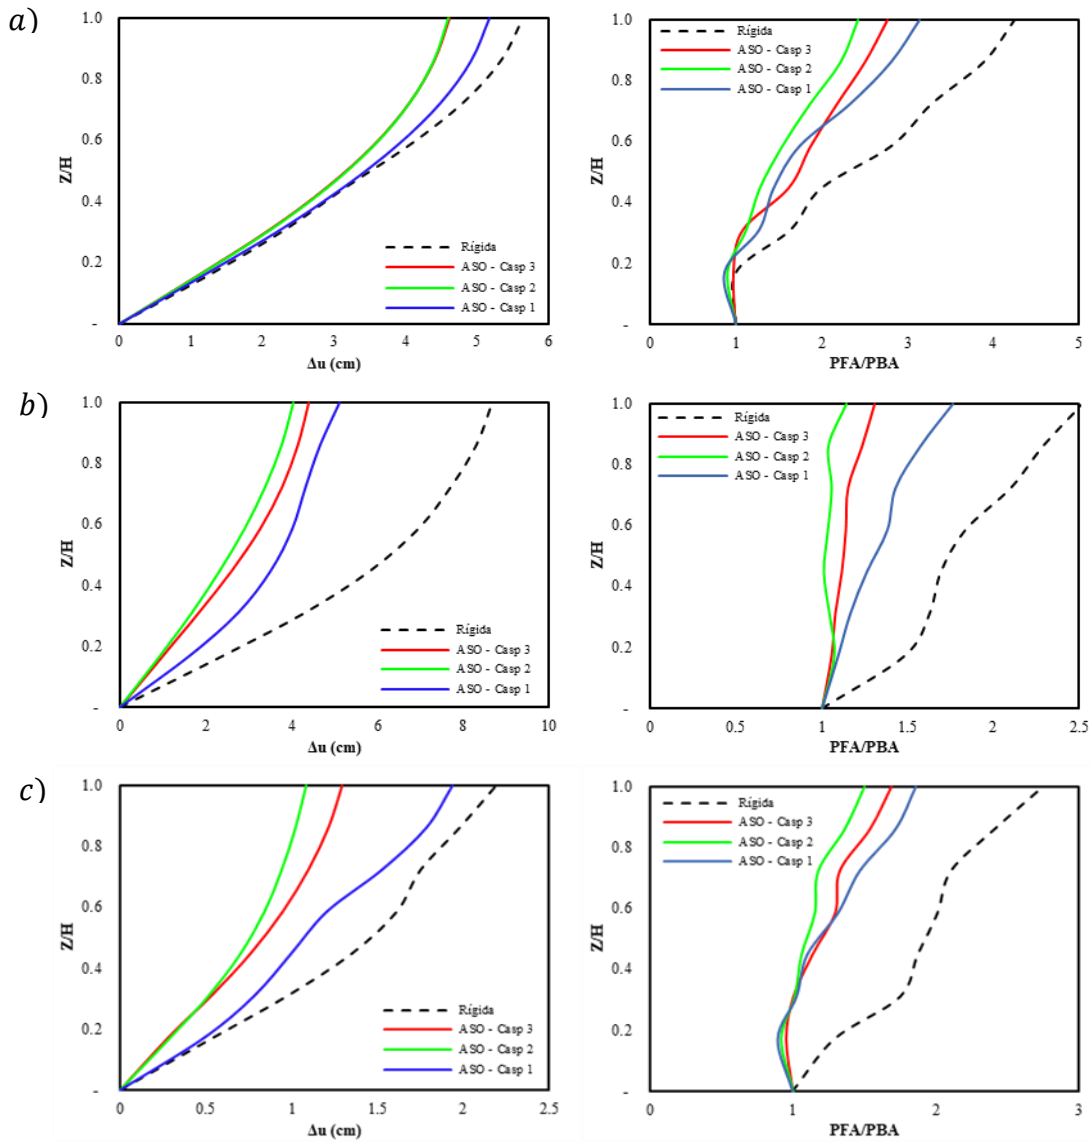 a)
1.0
0.8
0.6
0.4
0.2
-
Z/H
0 1 2 3 4 5 6
Δu (cm)
Rígida
ASO - Casp 3
ASO - Casp 2
ASO - Casp 1
1.0
0.8
0.6
0.4
0.2
-
Z/H
0 1 2 3 4 5
PFA/PBA
Rígida
ASO - Casp 3
ASO - Casp 2
ASO - Casp 1
b)
1.0
0.8
0.6
0.4
0.2
-
Z/H
0 2 4 6 8 10
Δu (cm)
Rígida
ASO - Casp 3
ASO - Casp 2
ASO - Casp 1
1.0
0.8
0.6
0.4
0.2
-
Z/H
0 0.5 1 1.5 2 2.5
PFA/PBA
Rígida
ASO - Casp 3
ASO - Casp 2
ASO - Casp 1
c)
1.0
0.8
0.6
0.4
0.2
-
Z/H
0 0.5 1 1.5 2 2.5
Δu (cm)
Rígida
ASO - Casp 3
ASO - Casp 2
ASO - Casp 1
1.0
0.8
0.6
0.4
0.2
-
Z/H
0 1 2 3
PFA/PBA
Rígida
ASO - Casp 3
ASO - Casp 2
ASO - Casp 1